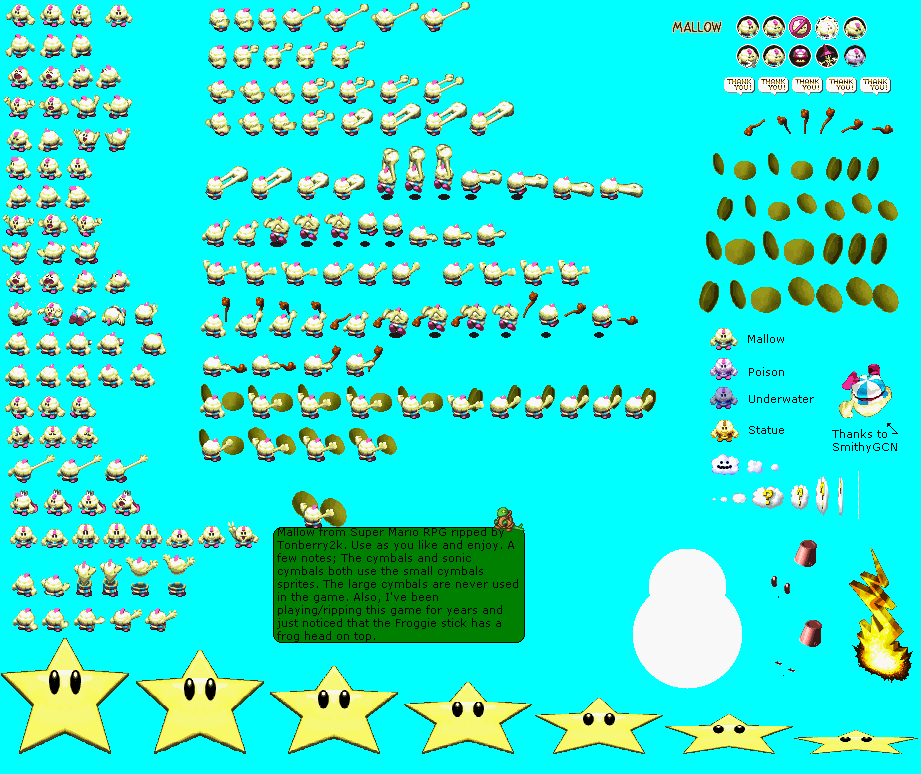 MALLOW
THANK YOU!
THANK YOU!
THANK YOU!
THANK YOU!
THANK YOU!
Mallow
Poison
Underwater
Statue
Thanks to
SmithyGCN
?
Mallow from Super Mario RPG ripped by
Tonberry2k. Use as you like and enjoy. A
few notes; The cymbals and sonic
cymbals both use the small cymbals
sprites. The large cymbals are never used
in the game. Also, I've been
playing/ripping this game for years and
just noticed that the Froggie stick has a
frog head on top.